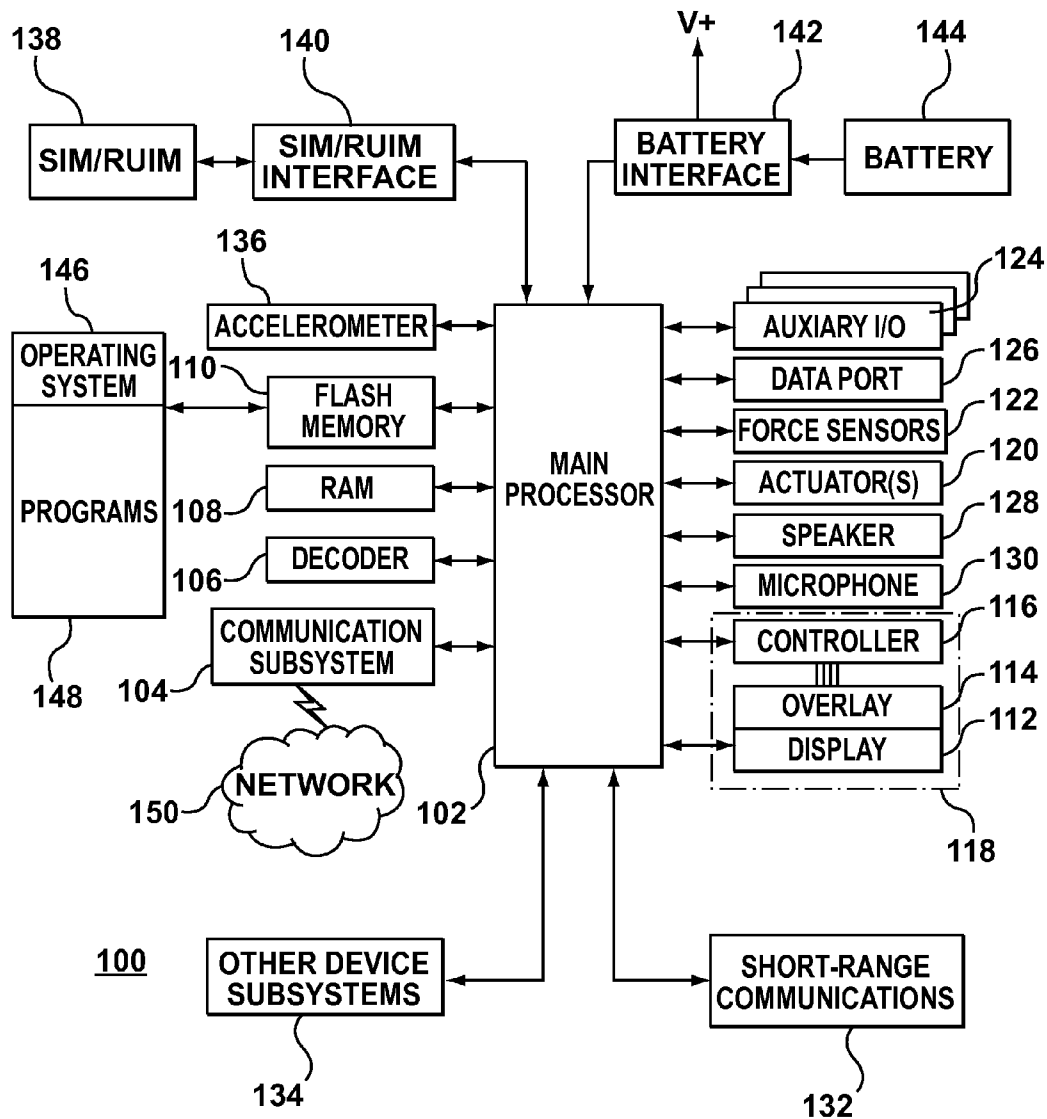 V+
138
140
142
144
SIM/RUIM
SIM/RUIM
INTERFACE
BATTERY
INTERFACE
BATTERY
136
124
146
ACCELEROMETER
AUXIARY I/O
OPERATING
SYSTEM
110
126
FLASH
MEMORY
DATA PORT
122
FORCE SENSORS
MAIN
PROCESSOR
120
PROGRAMS
108
RAM
ACTUATOR(S)
128
SPEAKER
106
DECODER
130
MICROPHONE
116
COMMUNICATION
SUBSYSTEM
CONTROLLER
104
148
114
OVERLAY
112
DISPLAY
NETWORK
150
102
118
100
OTHER DEVICE
SUBSYSTEMS
SHORT-RANGE
COMMUNICATIONS
134
132